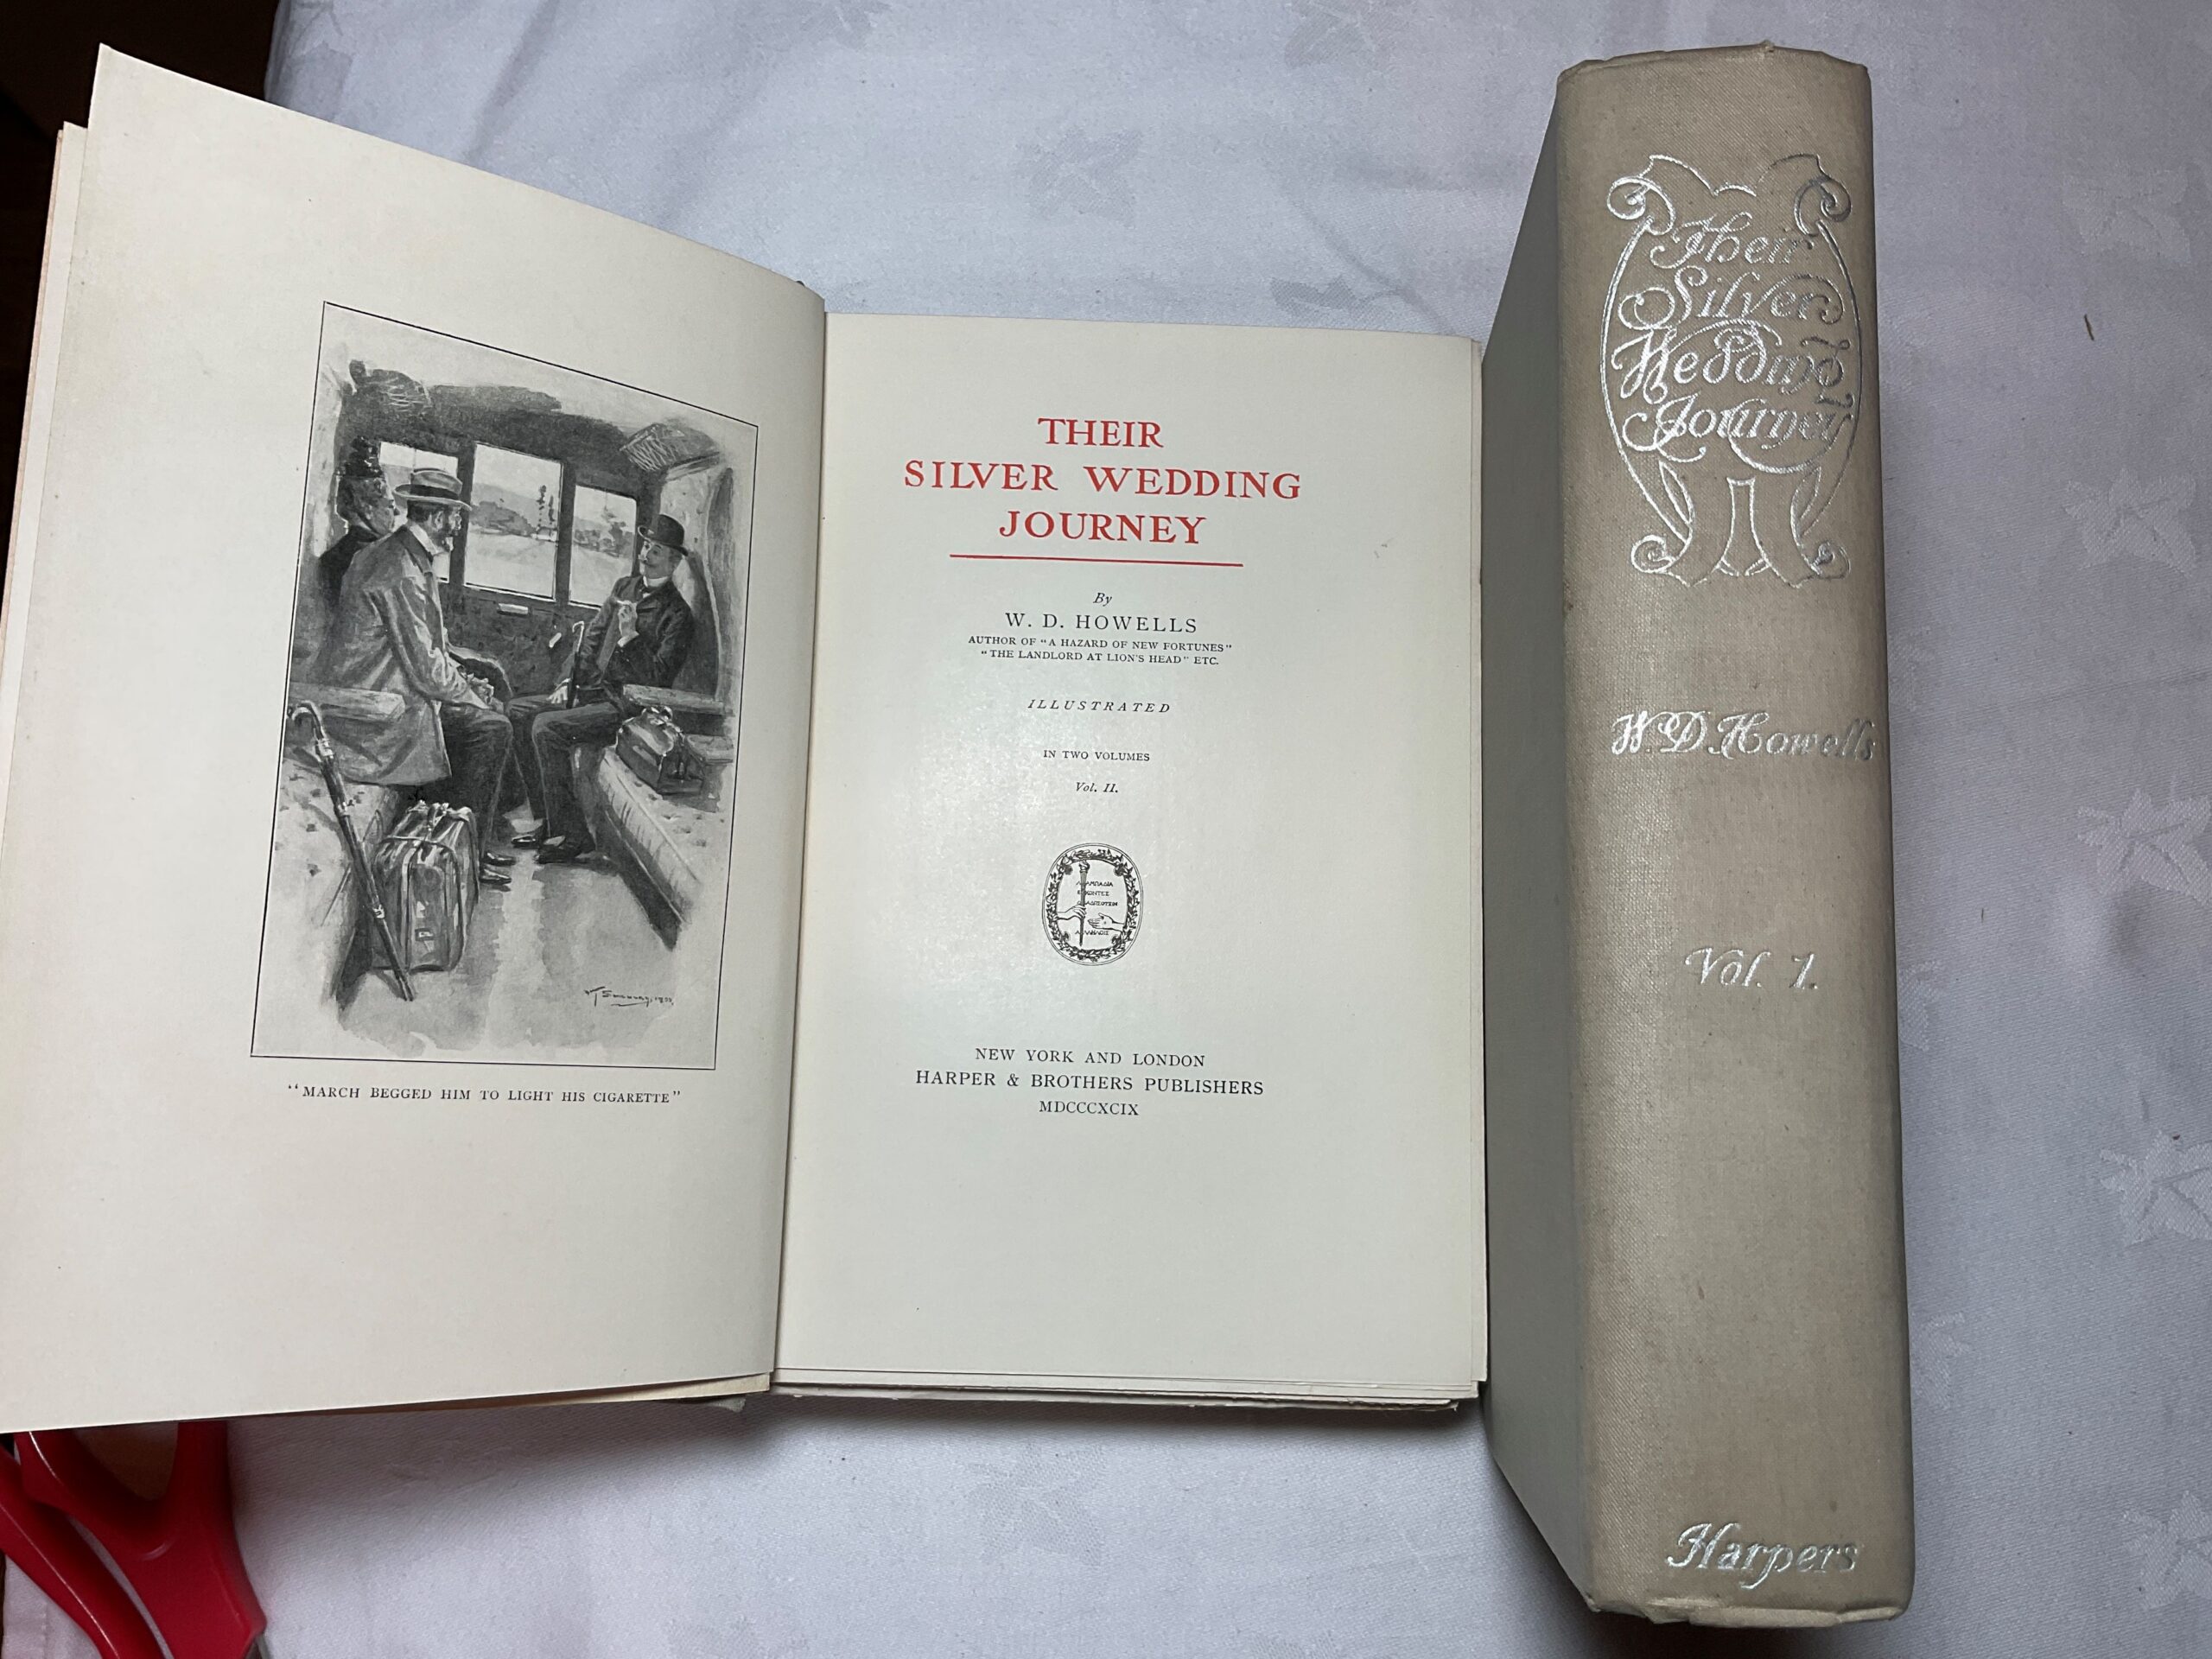 "MARCH BEGGED HIM TO LIGHT HIS CIGARETTE"
THEIR
SILVER WEDDING
JOURNEY
By
W. D. HOWELLS
AUTHOR OF "A HAZARD OF NEW FORTUNES"
"THE LANDLORD AT LION'S HEAD" ETC.
ILLUSTRATED
IN TWO VOLUMES
Vol. II.
NEW YORK AND LONDON
HARPER & BROTHERS PUBLISHERS
MDCCCXCIX
Their
Silver
Wedding
Journey
W. D. Howells
Vol. 1.
Harpers